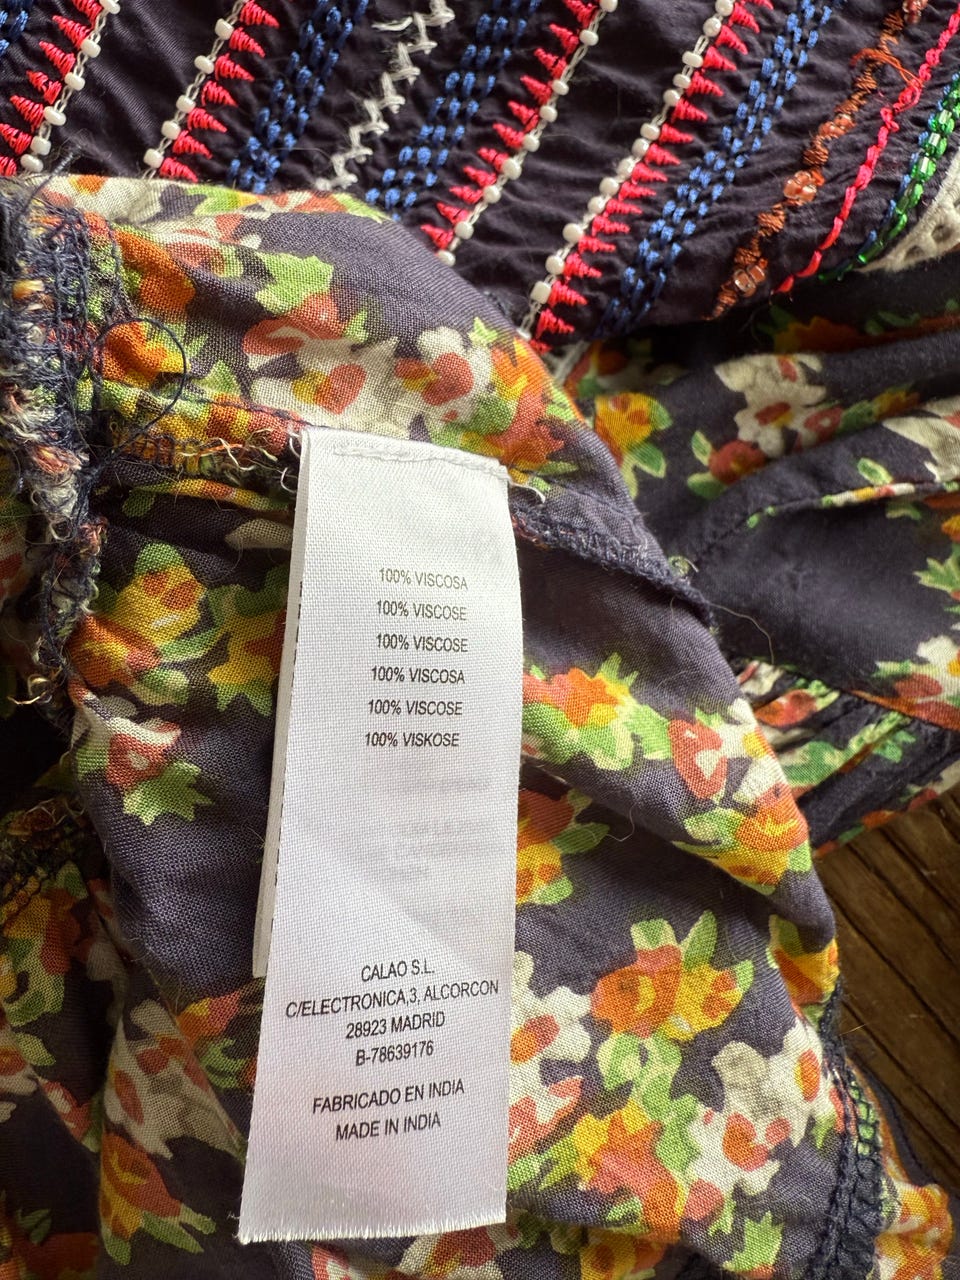 100% VISCOSA
100% VISCOSE
100% VISCOSE
100% VISCOSA
100% VISCOSE
100% VISKOSE
CALAO S.L.
C/ELECTRONICA,3, ALCORCON
28923 MADRID
B-78639176
FABRICADO EN INDIA
MADE IN INDIA